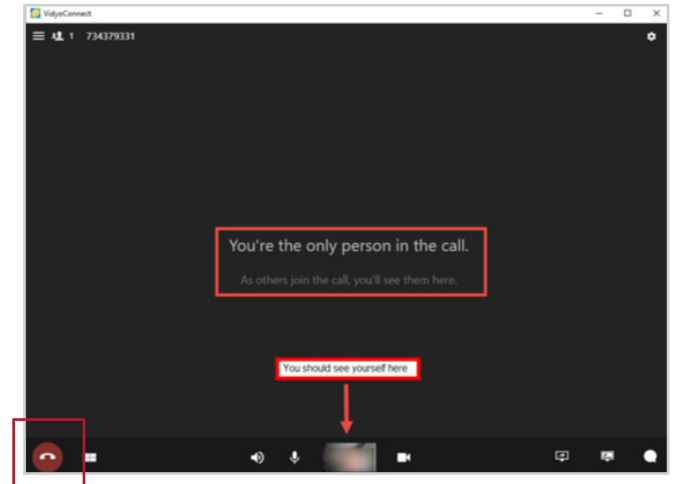 VidyoConnect
1 734379331
You're the only person in the call.
As others join the call, you'll see them here.
You should see yourself here